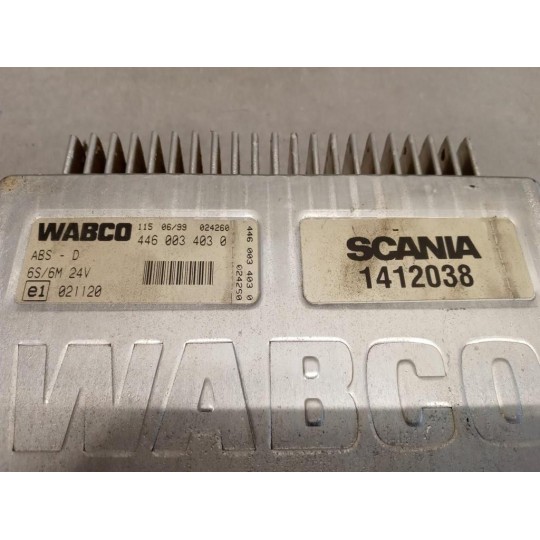 WABCO
115 06/99 024260
446 003 403 0
ABS - D
6S/6M 24V
e1 021120
446 003 403 0
024260
SCANIA
1412038
WABCO